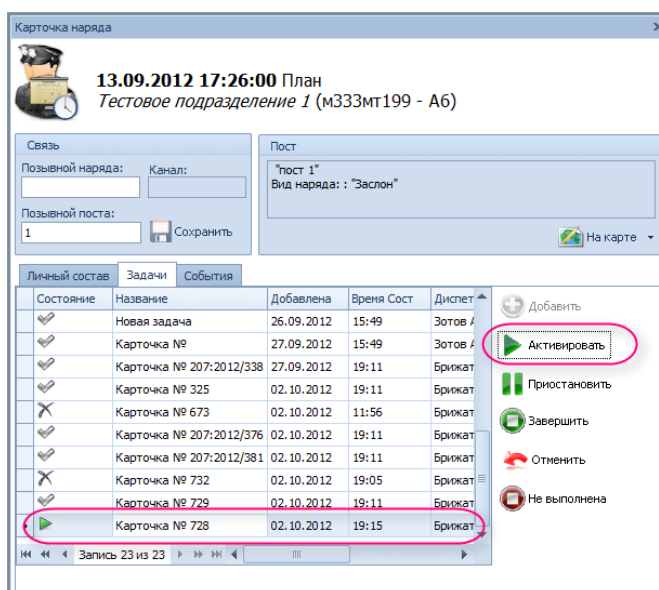 Карточка наряда
13.09.2012 17:26:00 План
Тестовое подразделение 1 (м333мт199 - А6)
Связь
Позывной наряда: Канал:
Позывной поста:
1 Сохранить
Пост
"пост 1"
Вид наряда: : "Заслон"
На карте
Личный состав Задачи События
Состояние Название Добавлена Время Сост Диспет
Новая задача 26.09.2012 15:49 Зотов А
Карточка № 27.09.2012 15:49 Зотов А
Карточка № 207:2012/338 27.09.2012 19:11 Брижат
Карточка № 325 02.10.2012 19:11 Брижат
Карточка № 673 02.10.2012 11:56 Брижат
Карточка № 207:2012/376 02.10.2012 19:11 Брижат
Карточка № 207:2012/381 02.10.2012 19:11 Брижат
Карточка № 732 02.10.2012 19:05 Брижат
Карточка № 729 02.10.2012 19:11 Брижат
Карточка № 728 02.10.2012 19:15 Брижат
Запись 23 из 23
Добавить
Активировать
Приостановить
Завершить
Отменить
Не выполнена